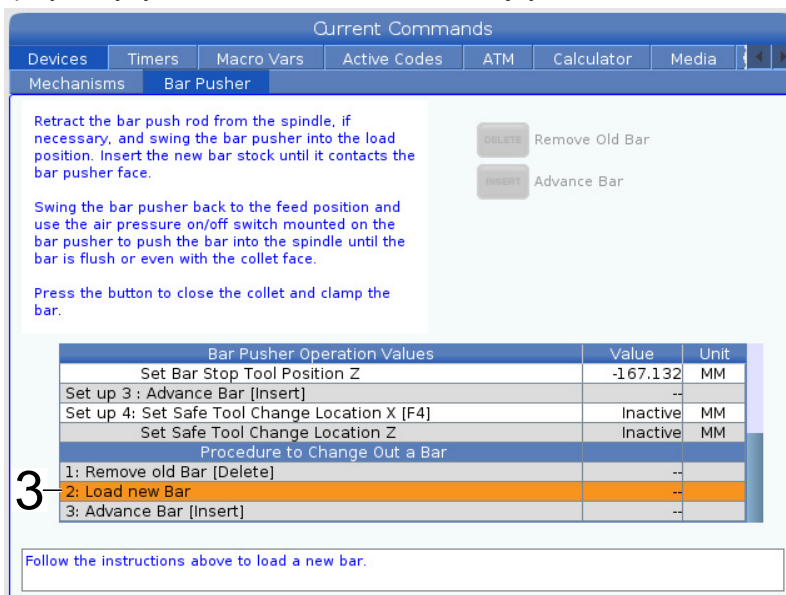 Current Commands
Devices Timers Macro Vars Active Codes ATM Calculator Media
Mechanisms Bar Pusher
Retract the bar push rod from the spindle, if
necessary, and swing the bar pusher into the load
position. Insert the new bar stock until it contacts the
bar pusher face.
Swing the bar pusher back to the feed position and
use the air pressure on/off switch mounted on the
bar pusher to push the bar into the spindle until the
bar is flush or even with the collet face.
Press the button to close the collet and clamp the
bar.
DELETE Remove Old Bar
INSERT Advance Bar
Bar Pusher Operation Values Value Unit
Set Bar Stop Tool Position Z -167.132 MM
Set up 3 : Advance Bar [Insert] --
Set up 4: Set Safe Tool Change Location X [F4] Inactive MM
Set Safe Tool Change Location Z Inactive MM
Procedure to Change Out a Bar
1: Remove old Bar [Delete] --
3 2: Load new Bar --
3: Advance Bar [Insert] --
Follow the instructions above to load a new bar.